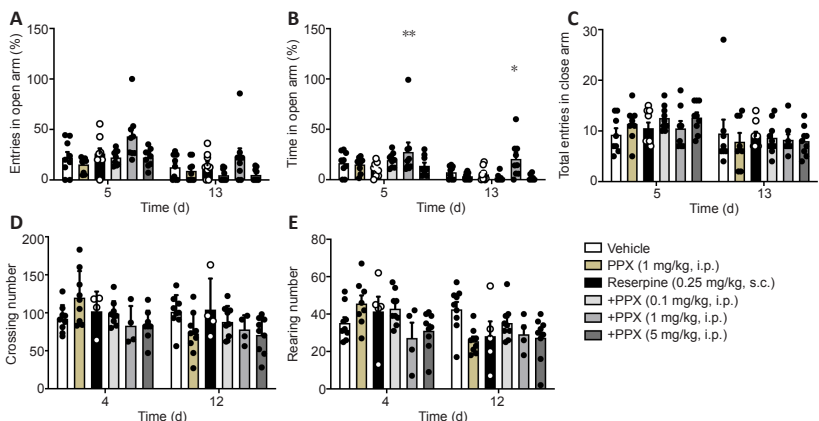 A
Entries in open arm (%)
150
100
50
0
5
13
Time (d)
B
Time in open arm (%)
150
100
50
0
**
*
5
13
Time (d)
C
Total entries in close arm
30
20
10
0
5
13
Time (d)
D
Crossing number
200
150
100
50
0
4
12
Time (d)
E
Rearing number
80
60
40
20
0
4
12
Time (d)
Vehicle
PPX (1 mg/kg, i.p.)
Reserpine (0.25 mg/kg, s.c.)
+PPX (0.1 mg/kg, i.p.)
+PPX (1 mg/kg, i.p.)
+PPX (5 mg/kg, i.p.)